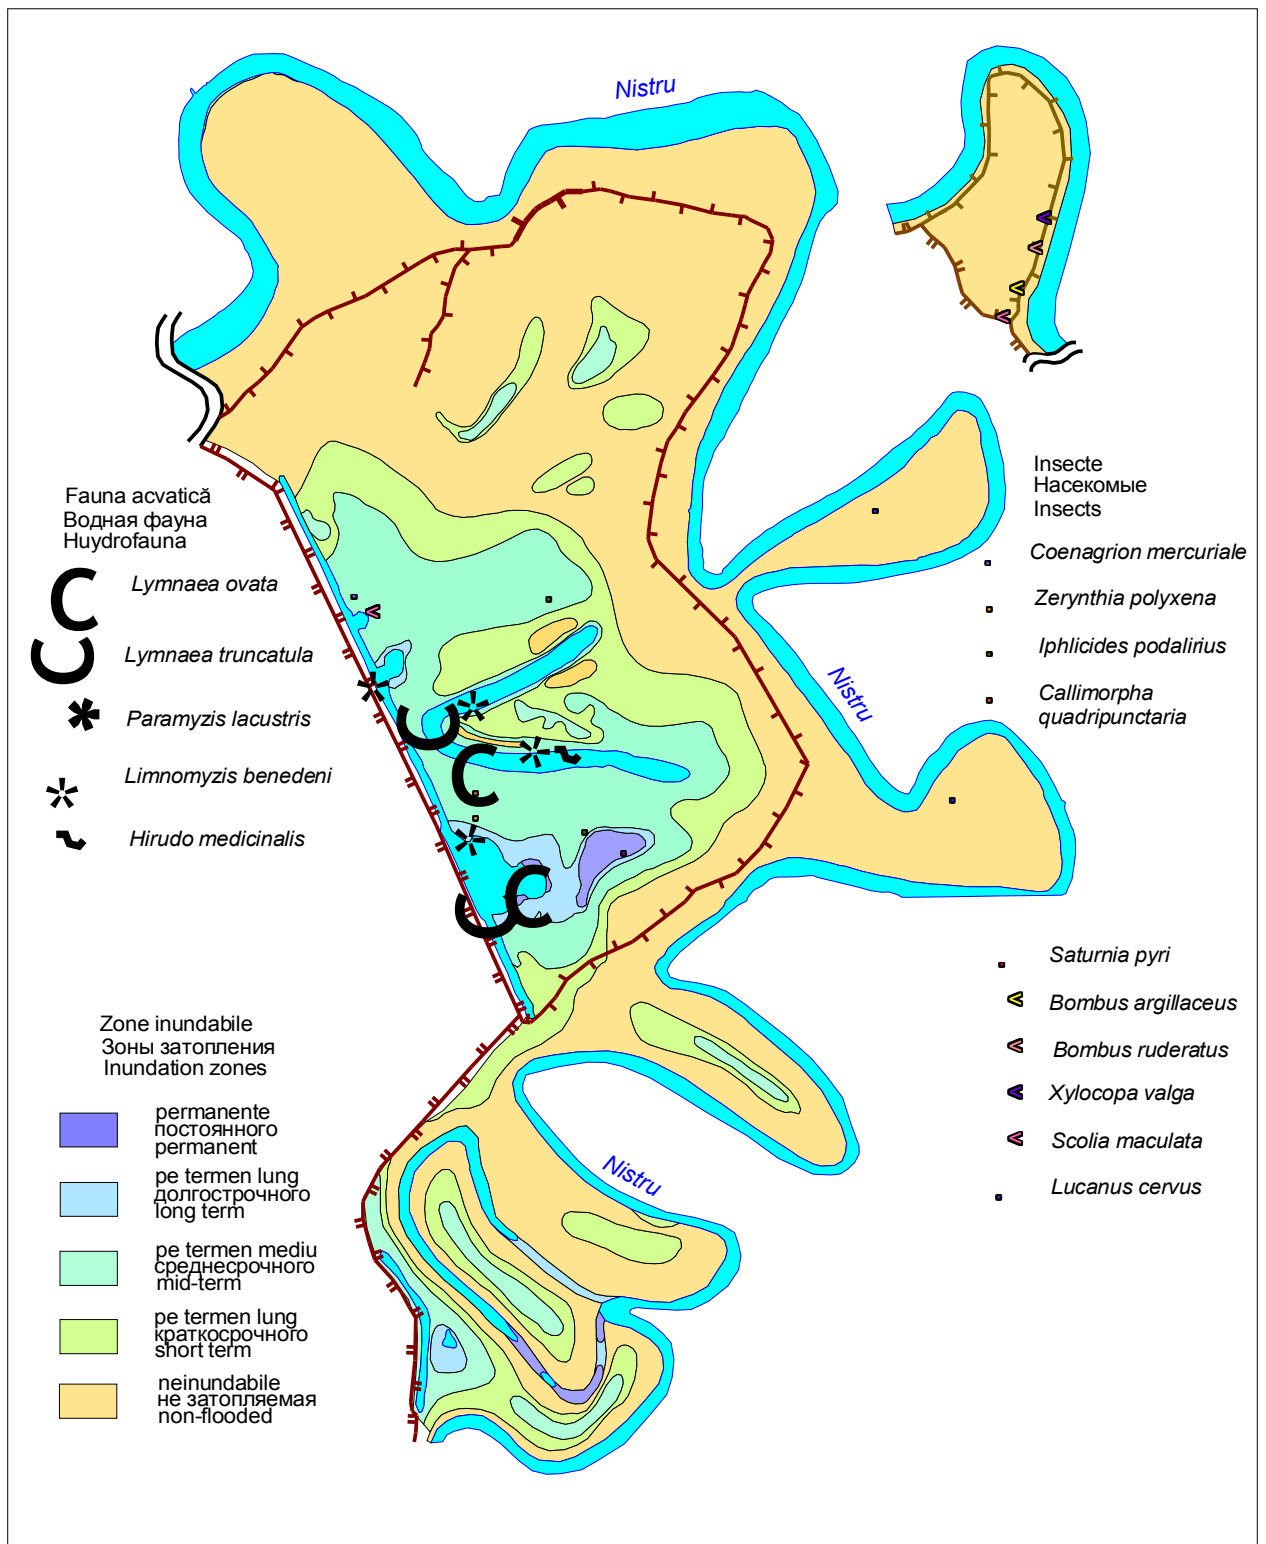 Nistru
Insecte
Насекомые
Insects
Coenagrion mercuriale
Zerynthia polyxena
Iphlicides podalirius
Callimorpha
quadripunctaria
Fauna acvatică
Водная фауна
Huydrofauna
Lymnaea ovata
Lymnaea truncatula
Paramyzis lacustris
Limnomyzis benedeni
Hirudo medicinalis
Nistru
Saturnia pyri
Bombus argillaceus
Bombus ruderatus
Xylocopa valga
Scolia maculata
Lucanus cervus
Zone inundabile
Зоны затопления
Inundation zones
permanente
постоянного
permanent
pe termen lung
долгострочного
long term
pe termen mediu
среднесрочного
mid-term
pe termen lung
краткосрочного
short term
neinundabile
не затопляемая
non-flooded
Nistru